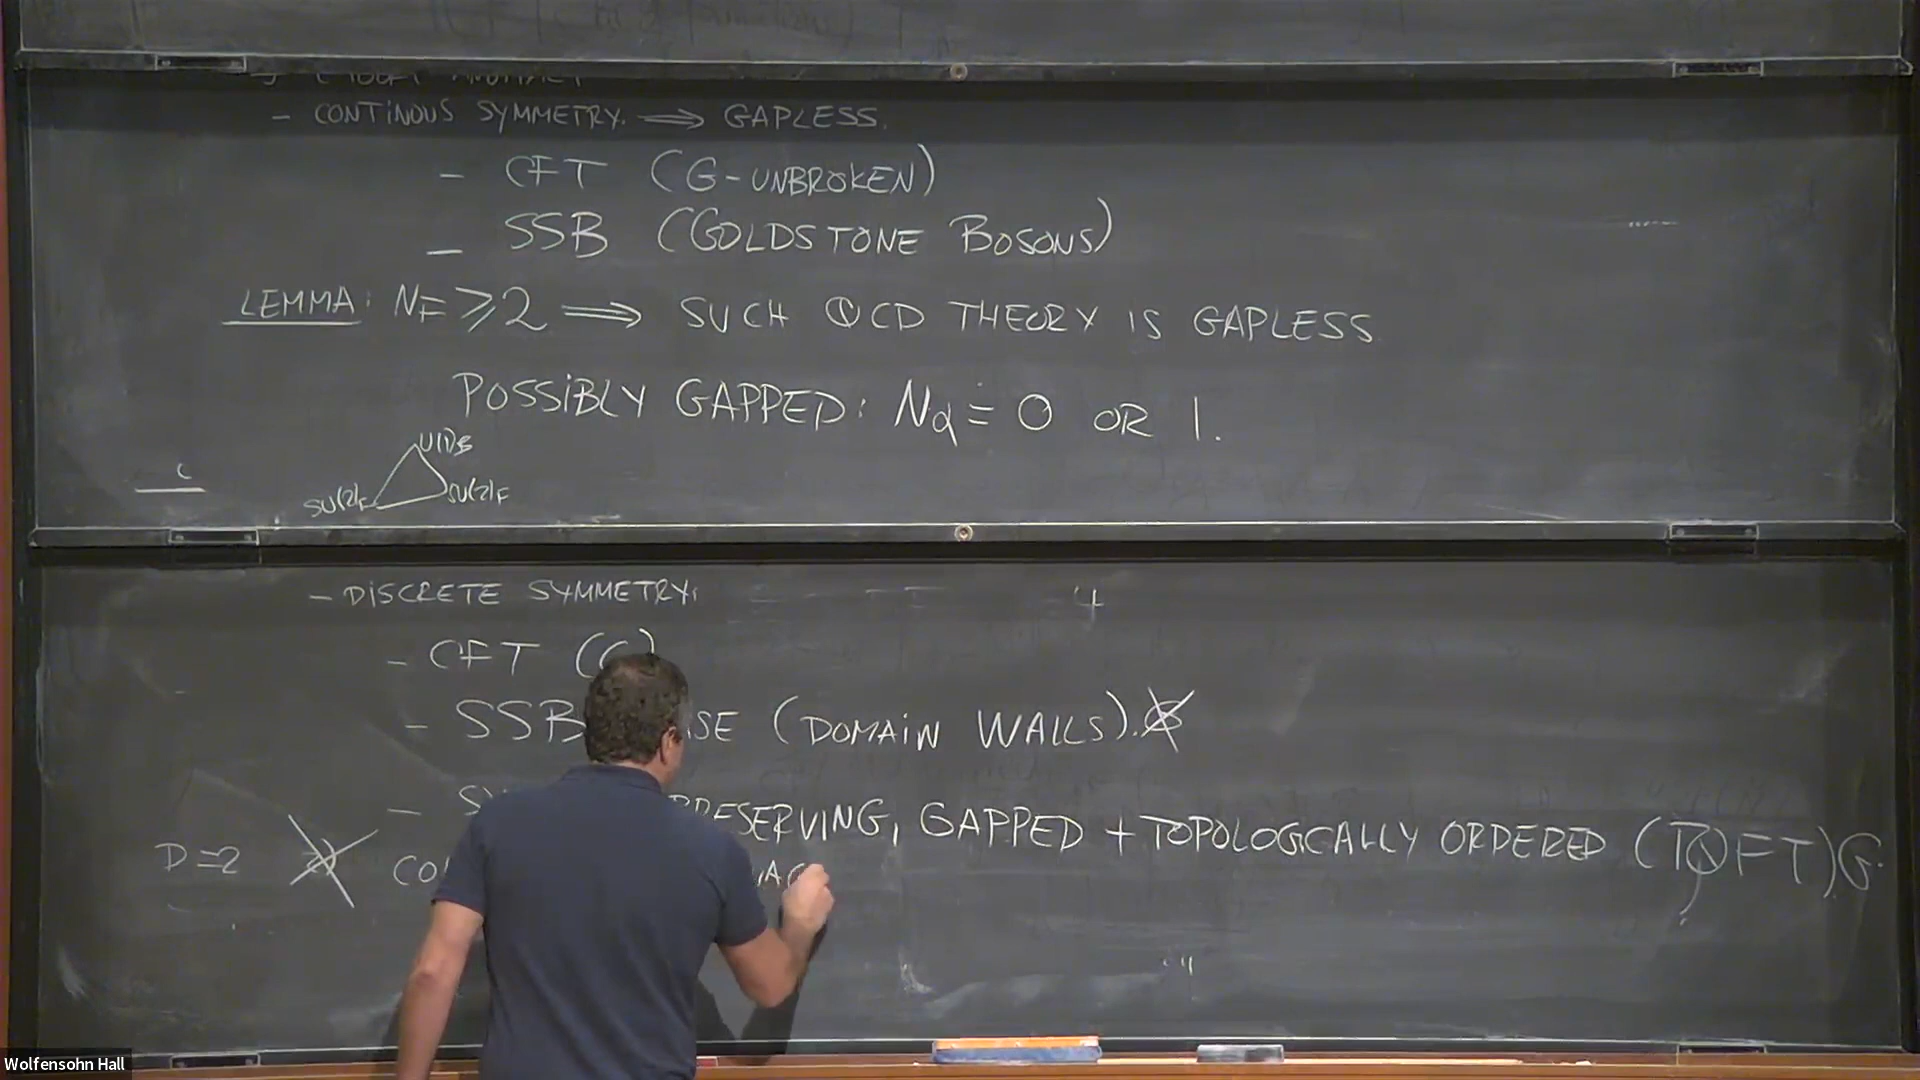 - CONTINOUS SYMMETRY. ⟹ GAPLESS.
- CFT (G-UNBROKEN)
- SSB (GOLDSTONE BOSONS)
LEMMA: NF ⩾ 2 ⟹ SUCH QCD THEORY IS GAPLESS
POSSIBLY GAPPED: Nα = 0 OR 1.
U(1)B
SU(2)F SU(2)F
- DISCRETE SYMMETRY:
- CFT (G)
- SSB (DOMAIN WALLS).
- PRESERVING, GAPPED + TOPOLOGICALLY ORDERED (TQFT)G.
D=2
Wolfensohn Hall